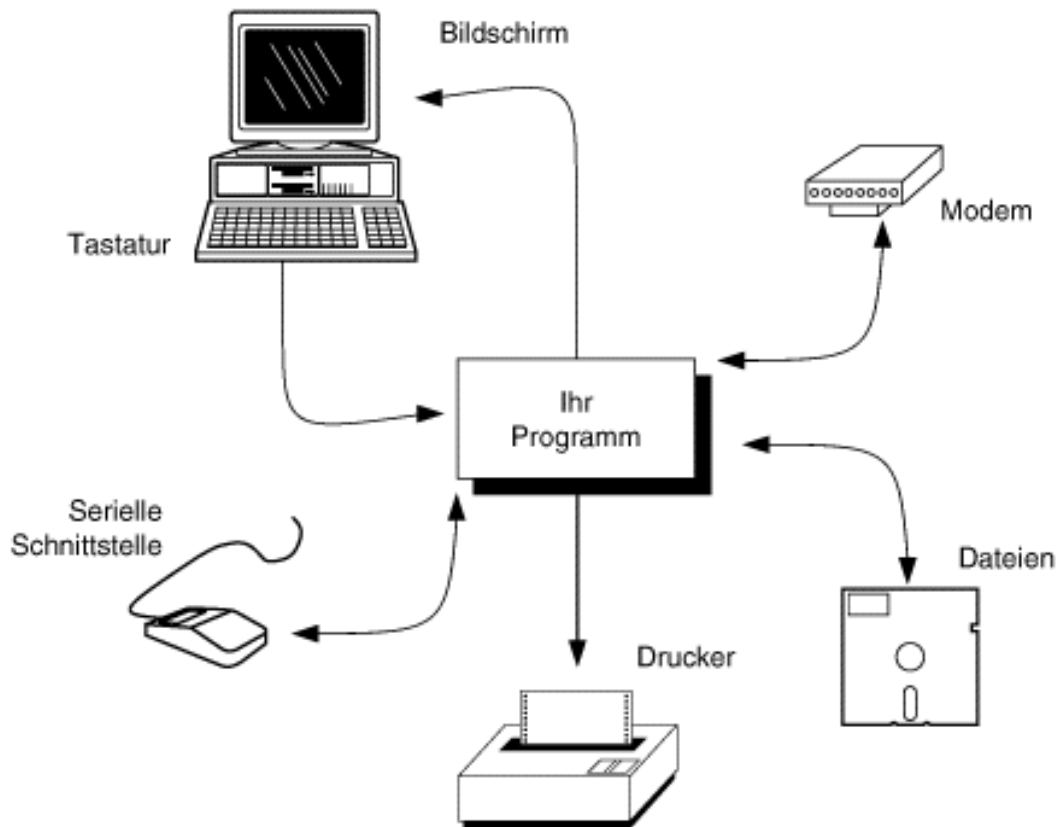 Bildschirm
Modem
Tastatur
Ihr
Programm
Serielle
Schnittstelle
Dateien
Drucker